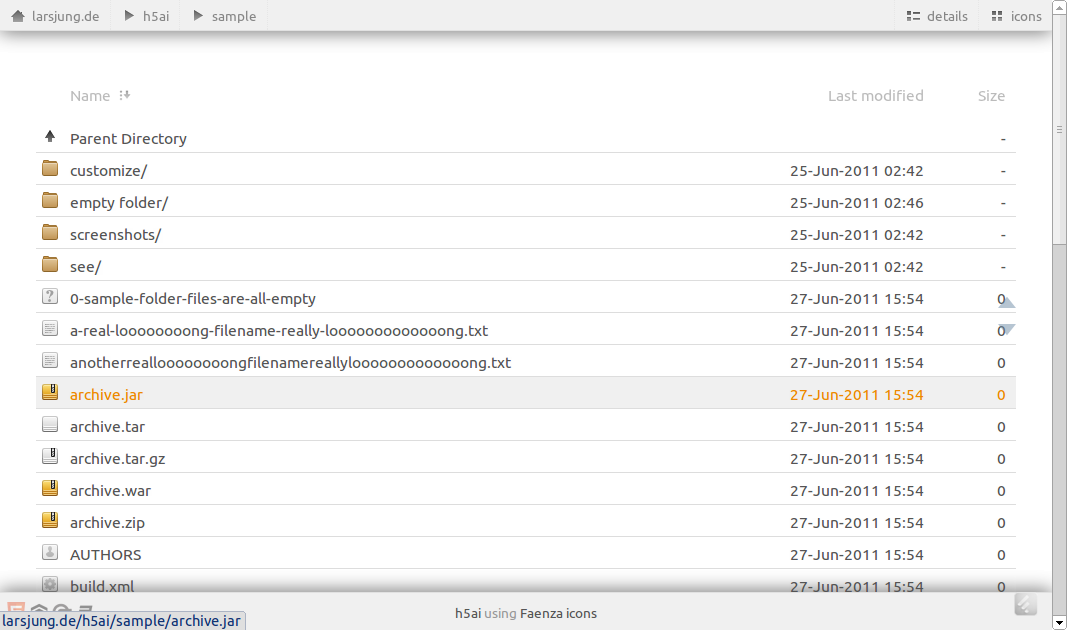 larsjung.de h5ai sample details icons
Name Last modified Size
Parent Directory -
customize/ 25-Jun-2011 02:42 -
empty folder/ 25-Jun-2011 02:46 -
screenshots/ 25-Jun-2011 02:42 -
see/ 25-Jun-2011 02:42 -
0-sample-folder-files-are-all-empty 27-Jun-2011 15:54 0
a-real-loooooooong-filename-really-looooooooooooong.txt 27-Jun-2011 15:54 0
anotherreallooooooooongfilenamereallylooooooooooooong.txt 27-Jun-2011 15:54 0
archive.jar 27-Jun-2011 15:54 0
archive.tar 27-Jun-2011 15:54 0
archive.tar.gz 27-Jun-2011 15:54 0
archive.war 27-Jun-2011 15:54 0
archive.zip 27-Jun-2011 15:54 0
AUTHORS 27-Jun-2011 15:54 0
build.xml 27-Jun-2011 15:54 0
h5ai using Faenza icons
larsjung.de/h5ai/sample/archive.jar